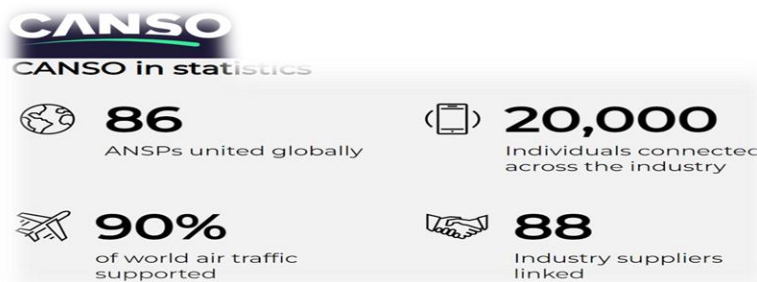 CANSO
CANSO in statistics
86
ANSPs united globally
20,000
Individuals connected
across the industry
90%
of world air traffic
supported
88
Industry suppliers
linked